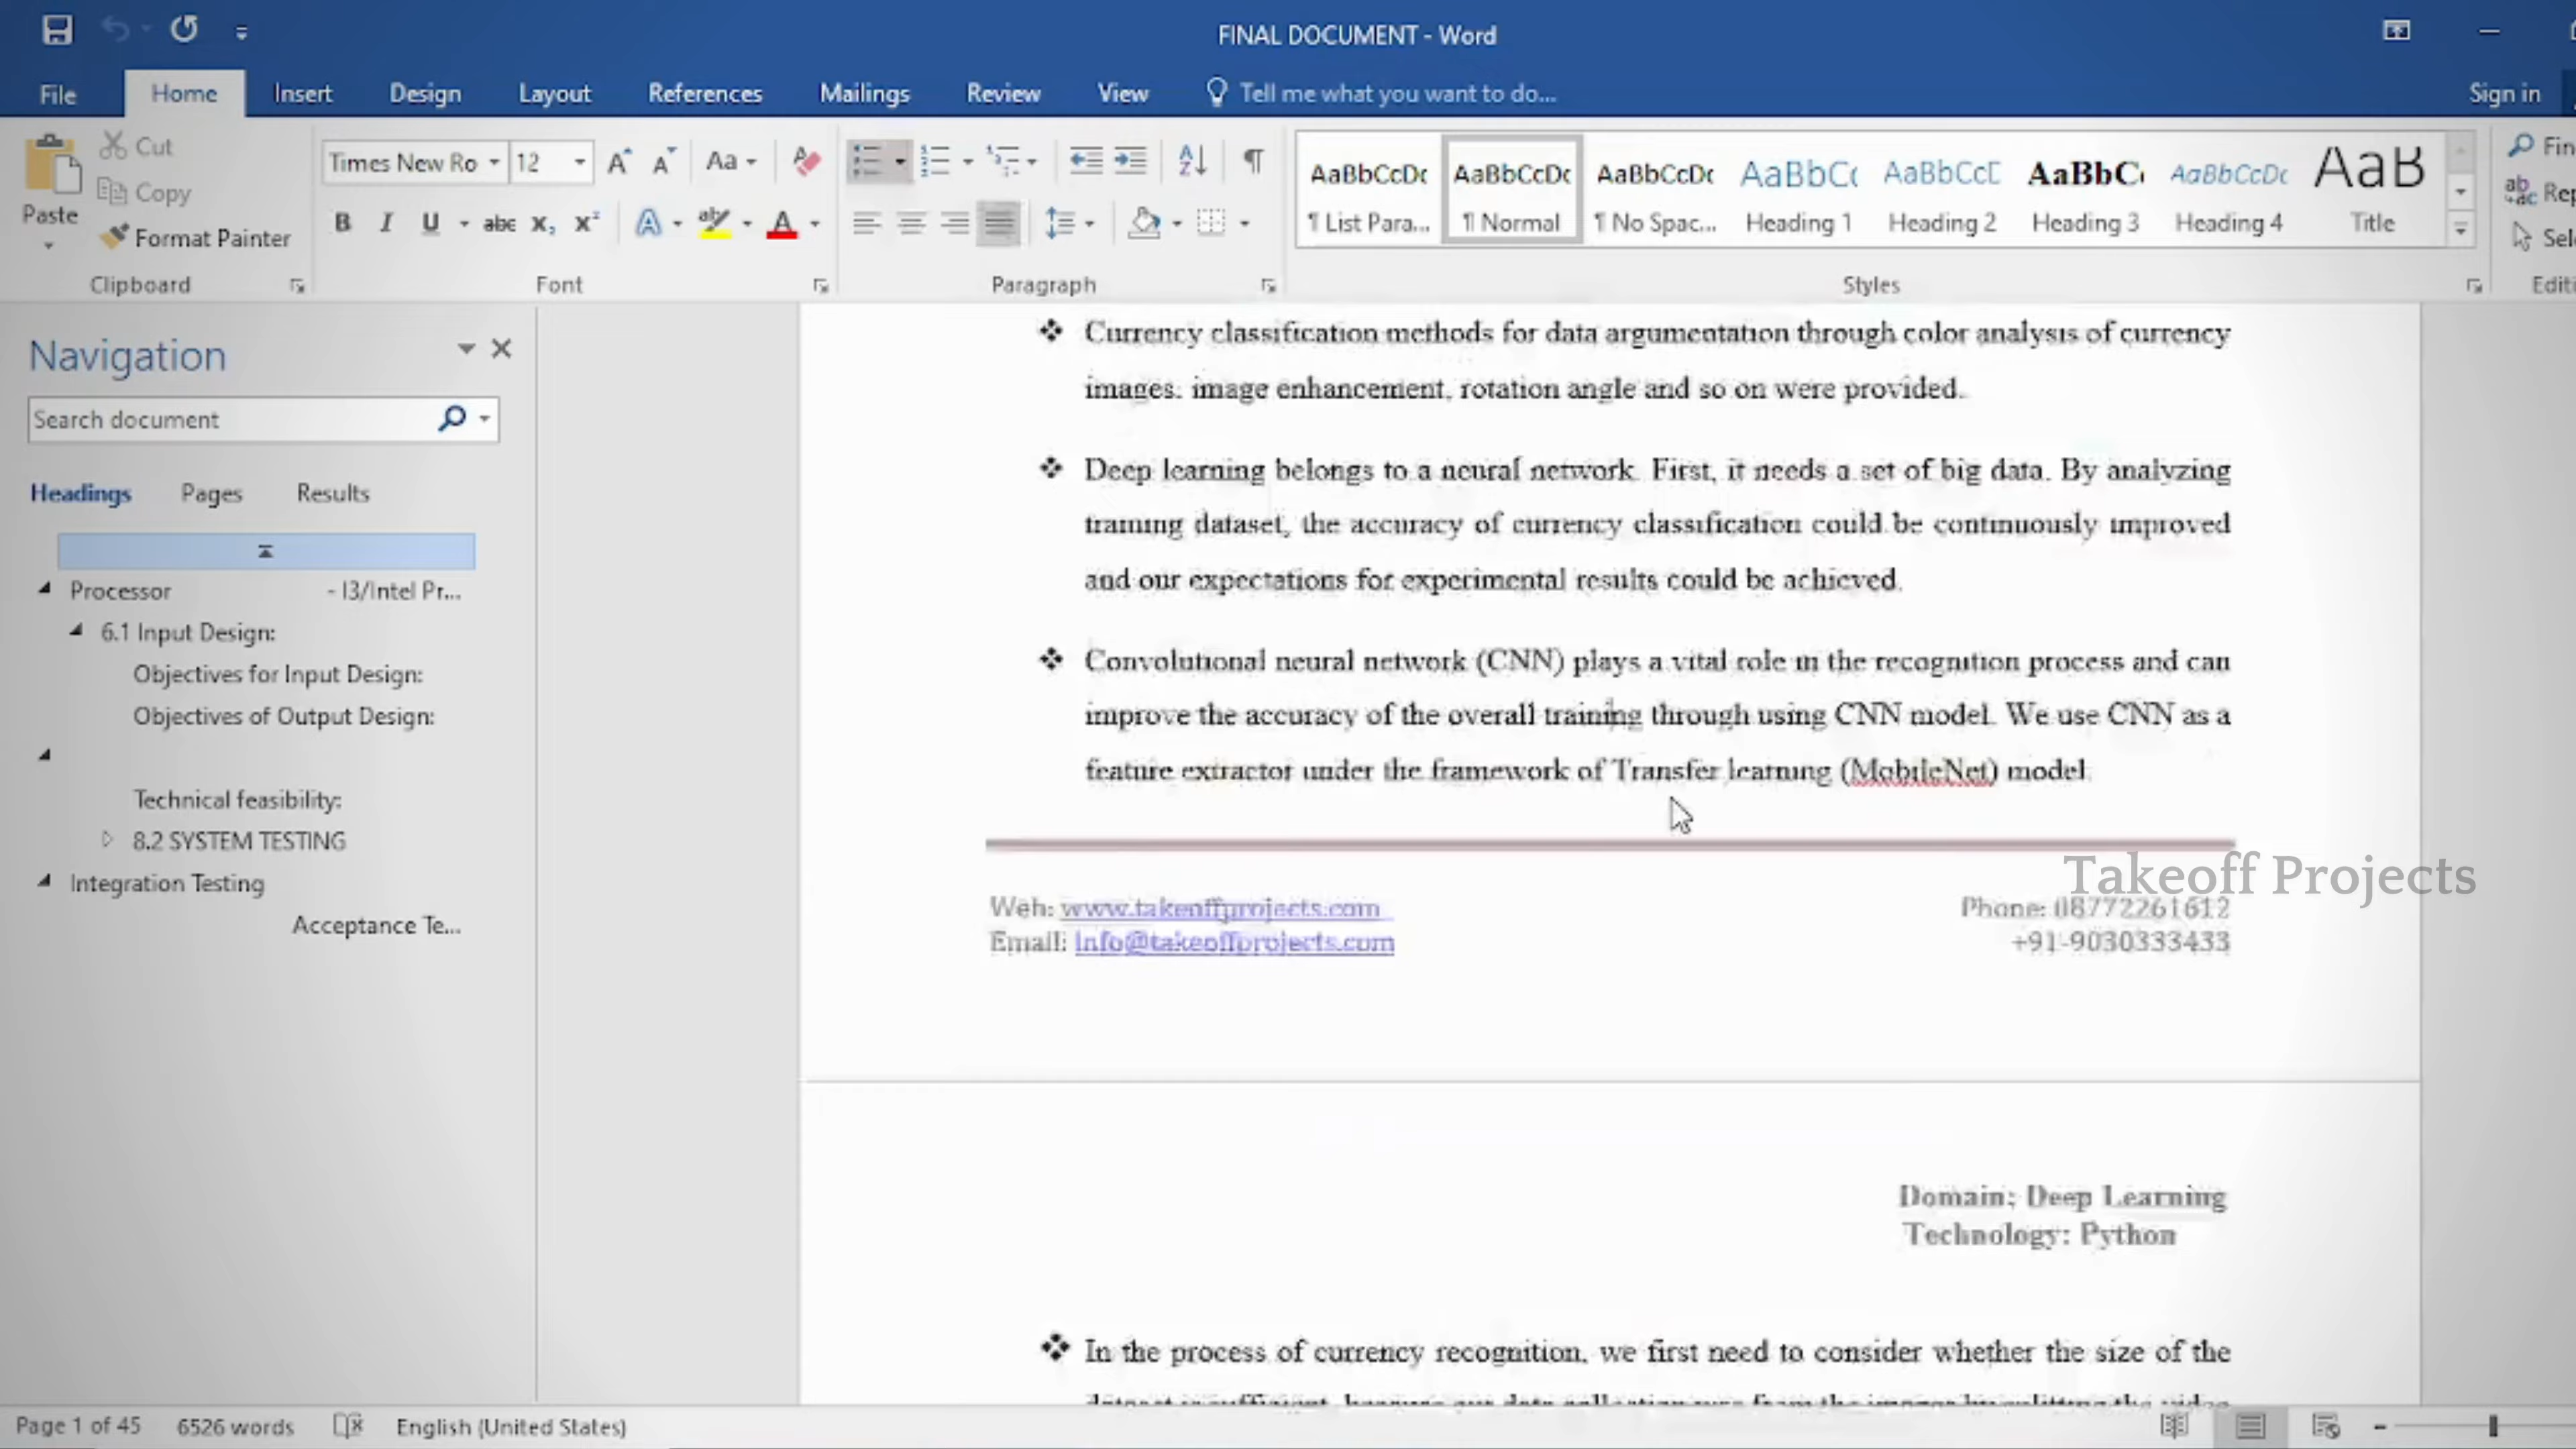 FINAL DOCUMENT - Word
File Home Insert Design Layout References Mailings Review View Tell me what you want to do... Sign in
Cut
Copy
Paste
Format Painter
Clipboard
Times New Ro 12
Font
Paragraph
AaBbCcDc AaBbCcDc AaBbCcDc AaBbC( AaBbCcD AaBbC AaBbCcDc AaB
¶ List Para... ¶ Normal ¶ No Spac... Heading 1 Heading 2 Heading 3 Heading 4 Title
Styles
Fin
Rep
Sel
Editi
Navigation
Search document
Headings Pages Results
Processor - I3/Intel Pr...
6.1 Input Design:
Objectives for Input Design:
Objectives of Output Design:
Technical feasibility:
8.2 SYSTEM TESTING
Integration Testing
Acceptance Te...
❖ Currency classification methods for data argumentation through color analysis of currency
images: image enhancement, rotation angle and so on were provided.
❖ Deep learning belongs to a neural network. First, it needs a set of big data. By analyzing
training dataset, the accuracy of currency classification could be continuously improved
and our expectations for experimental results could be achieved.
❖ Convolutional neural network (CNN) plays a vital role in the recognition process and can
improve the accuracy of the overall training through using CNN model. We use CNN as a
feature extractor under the framework of Transfer learning (MobileNet) model.
Takeoff Projects
Web: www.takeoffprojects.com Phone: 08772261612
Email: Info@takeoffprojects.com +91-9030333433
Domain; Deep Learning
Technology: Python
❖ In the process of currency recognition, we first need to consider whether the size of the
Page 1 of 45 6526 words English (United States)